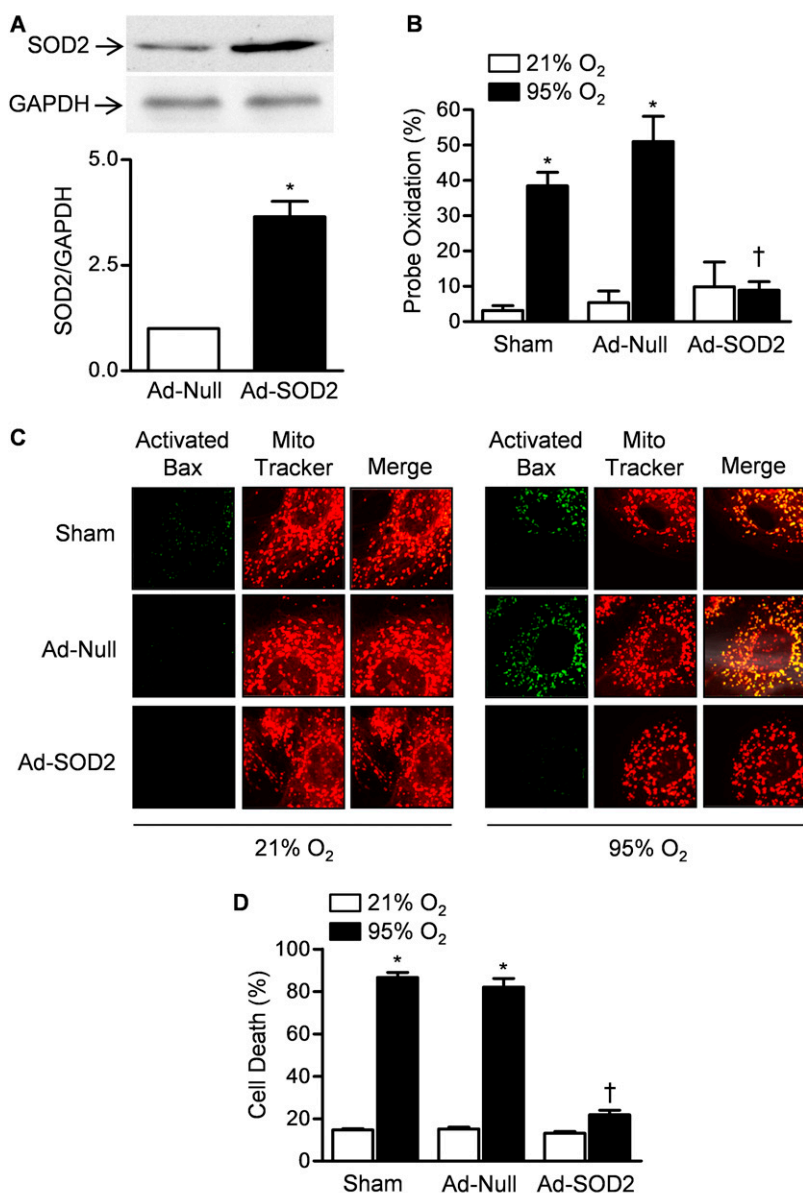 A
SOD2
GAPDH
5.0
2.5
0.0
SOD2/GAPDH
*
Ad-Null Ad-SOD2
B
21% O₂
95% O₂
60
50
40
30
20
10
0
Probe Oxidation (%)
* * †
Sham Ad-Null Ad-SOD2
C
Activated Bax
Mito Tracker
Merge
Activated Bax
Mito Tracker
Merge
Sham
Ad-Null
Ad-SOD2
21% O₂
95% O₂
D
21% O₂
95% O₂
100
80
60
40
20
0
Cell Death (%)
* * †
Sham Ad-Null Ad-SOD2